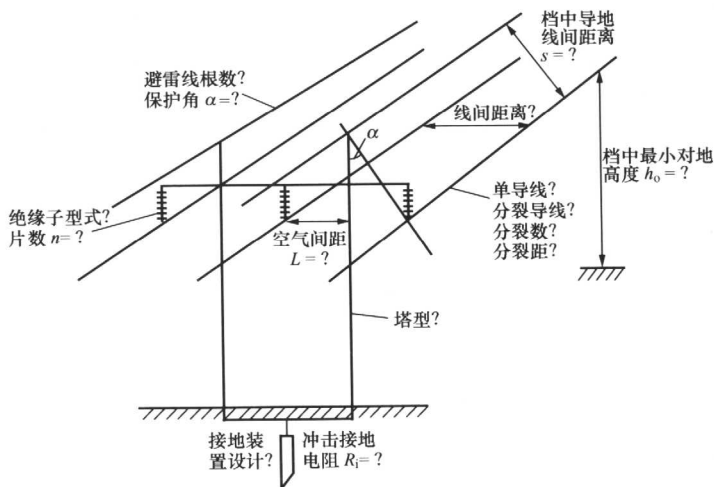 档中导地
线间距离
s=?
避雷线根数?
保护角 α=?
α
线间距离?
档中最小对地
高度 h₀=?
单导线?
分裂导线?
分裂数?
分裂距?
绝缘子型式?
片数 n=?
空气间距
L=?
塔型?
接地装
置设计?
冲击接地
电阻 Rᵢ=?